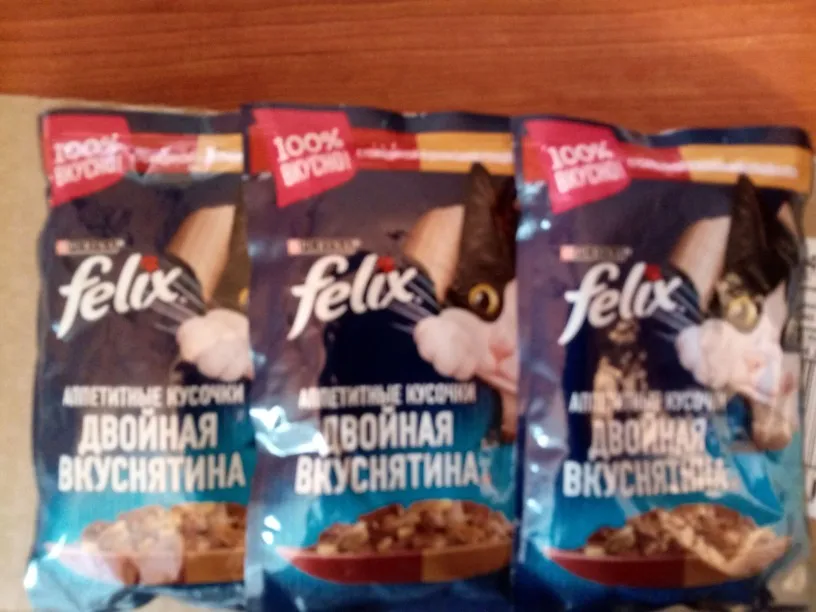 100%
ВКУСНО!
PURINA
felix
АППЕТИТНЫЕ КУСОЧКИ
ДВОЙНАЯ
ВКУСНЯТИНА
100%
ВКУСНО!
PURINA
felix
АППЕТИТНЫЕ КУСОЧКИ
ДВОЙНАЯ
ВКУСНЯТИНА
100%
ВКУСНО!
PURINA
felix
АППЕТИТНЫЕ КУСОЧКИ
ДВОЙНАЯ
ВКУСНЯТИНА